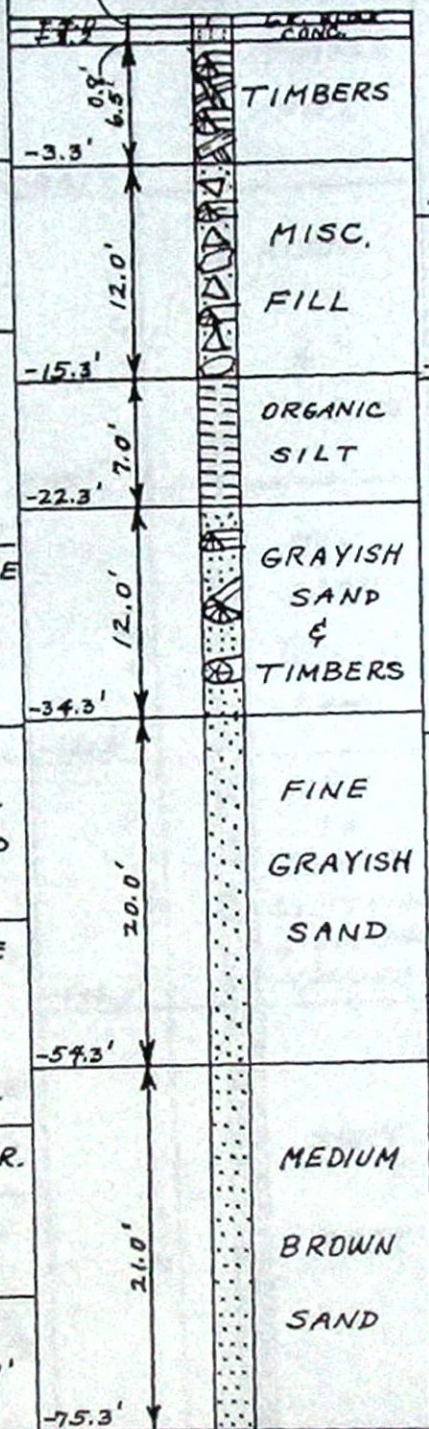 CONC.
0.8'
6.5'
TIMBERS
-3.3'
12.0'
MISC.
FILL
-15.3'
7.0'
ORGANIC
SILT
-22.3'
E
12.0'
GRAYISH
SAND
&
TIMBERS
-34.3'
20.0'
FINE
GRAYISH
SAND
-54.3'
R.
21.0'
MEDIUM
BROWN
SAND
-75.3'